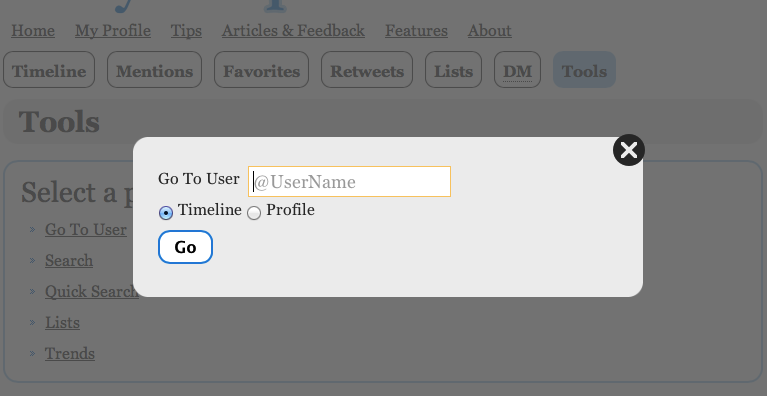 Home My Profile Tips Articles & Feedback Features About
Timeline Mentions Favorites Retweets Lists DM Tools
Tools
Go To User @UserName
Timeline Profile
Go
Select a
» Go To User
» Search
» Quick Search
» Lists
» Trends